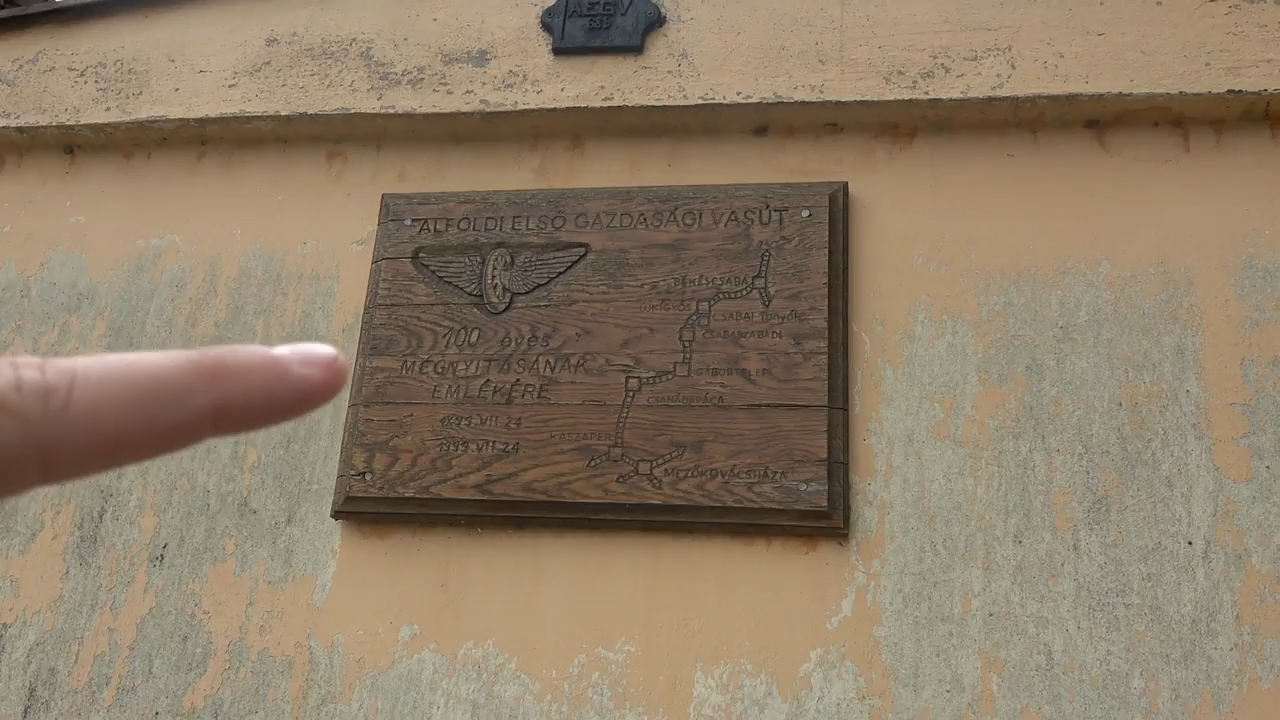 AEGV
ALFÖLDI ELSŐ GAZDASÁGI VASÚT
BÉKÉSCSABA
ÚJKÍGYÓS
CSABAI Tanyák
CSABASZABADI
100 éves
MEGNYITÁSÁNAK
GÁBORTELEP
EMLÉKÉRE
CSANÁDAPÁCA
1899.VII.24
KASZAPER
1999.VII.24.
MEZŐKOVÁCSHÁZA